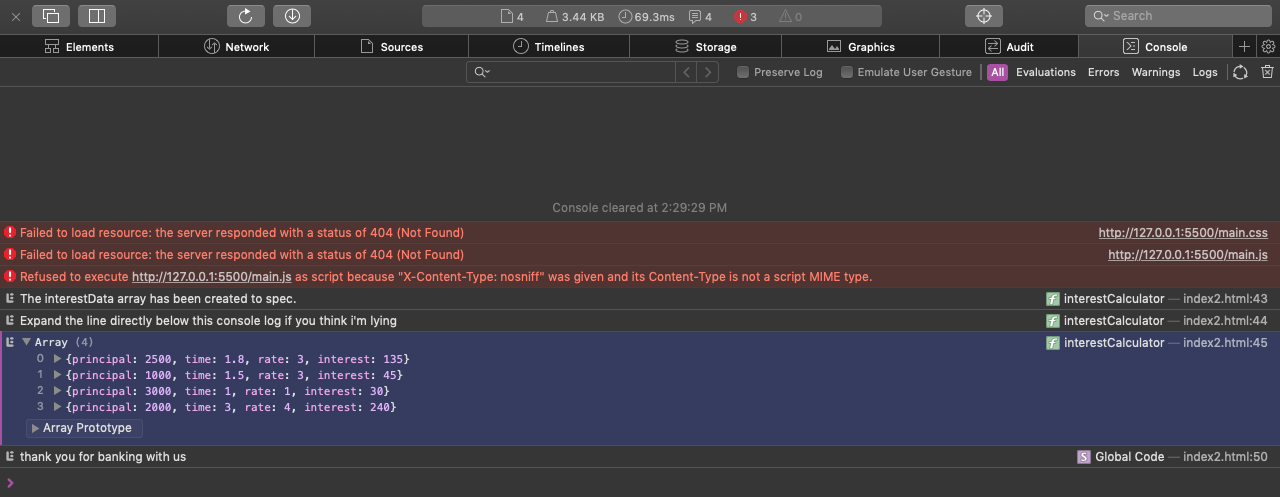 4 3.44 KB 69.3ms 4 3 0 Search
Elements Network Sources Timelines Storage Graphics Audit Console
Preserve Log Emulate User Gesture All Evaluations Errors Warnings Logs
Console cleared at 2:29:29 PM
Failed to load resource: the server responded with a status of 404 (Not Found) http://127.0.0.1:5500/main.css
Failed to load resource: the server responded with a status of 404 (Not Found) http://127.0.0.1:5500/main.js
Refused to execute http://127.0.0.1:5500/main.js as script because "X-Content-Type: nosniff" was given and its Content-Type is not a script MIME type.
The interestData array has been created to spec. f interestCalculator — index2.html:43
Expand the line directly below this console log if you think i'm lying f interestCalculator — index2.html:44
Array (4) f interestCalculator — index2.html:45
0 {principal: 2500, time: 1.8, rate: 3, interest: 135}
1 {principal: 1000, time: 1.5, rate: 3, interest: 45}
2 {principal: 3000, time: 1, rate: 1, interest: 30}
3 {principal: 2000, time: 3, rate: 4, interest: 240}
Array Prototype
thank you for banking with us S Global Code — index2.html:50